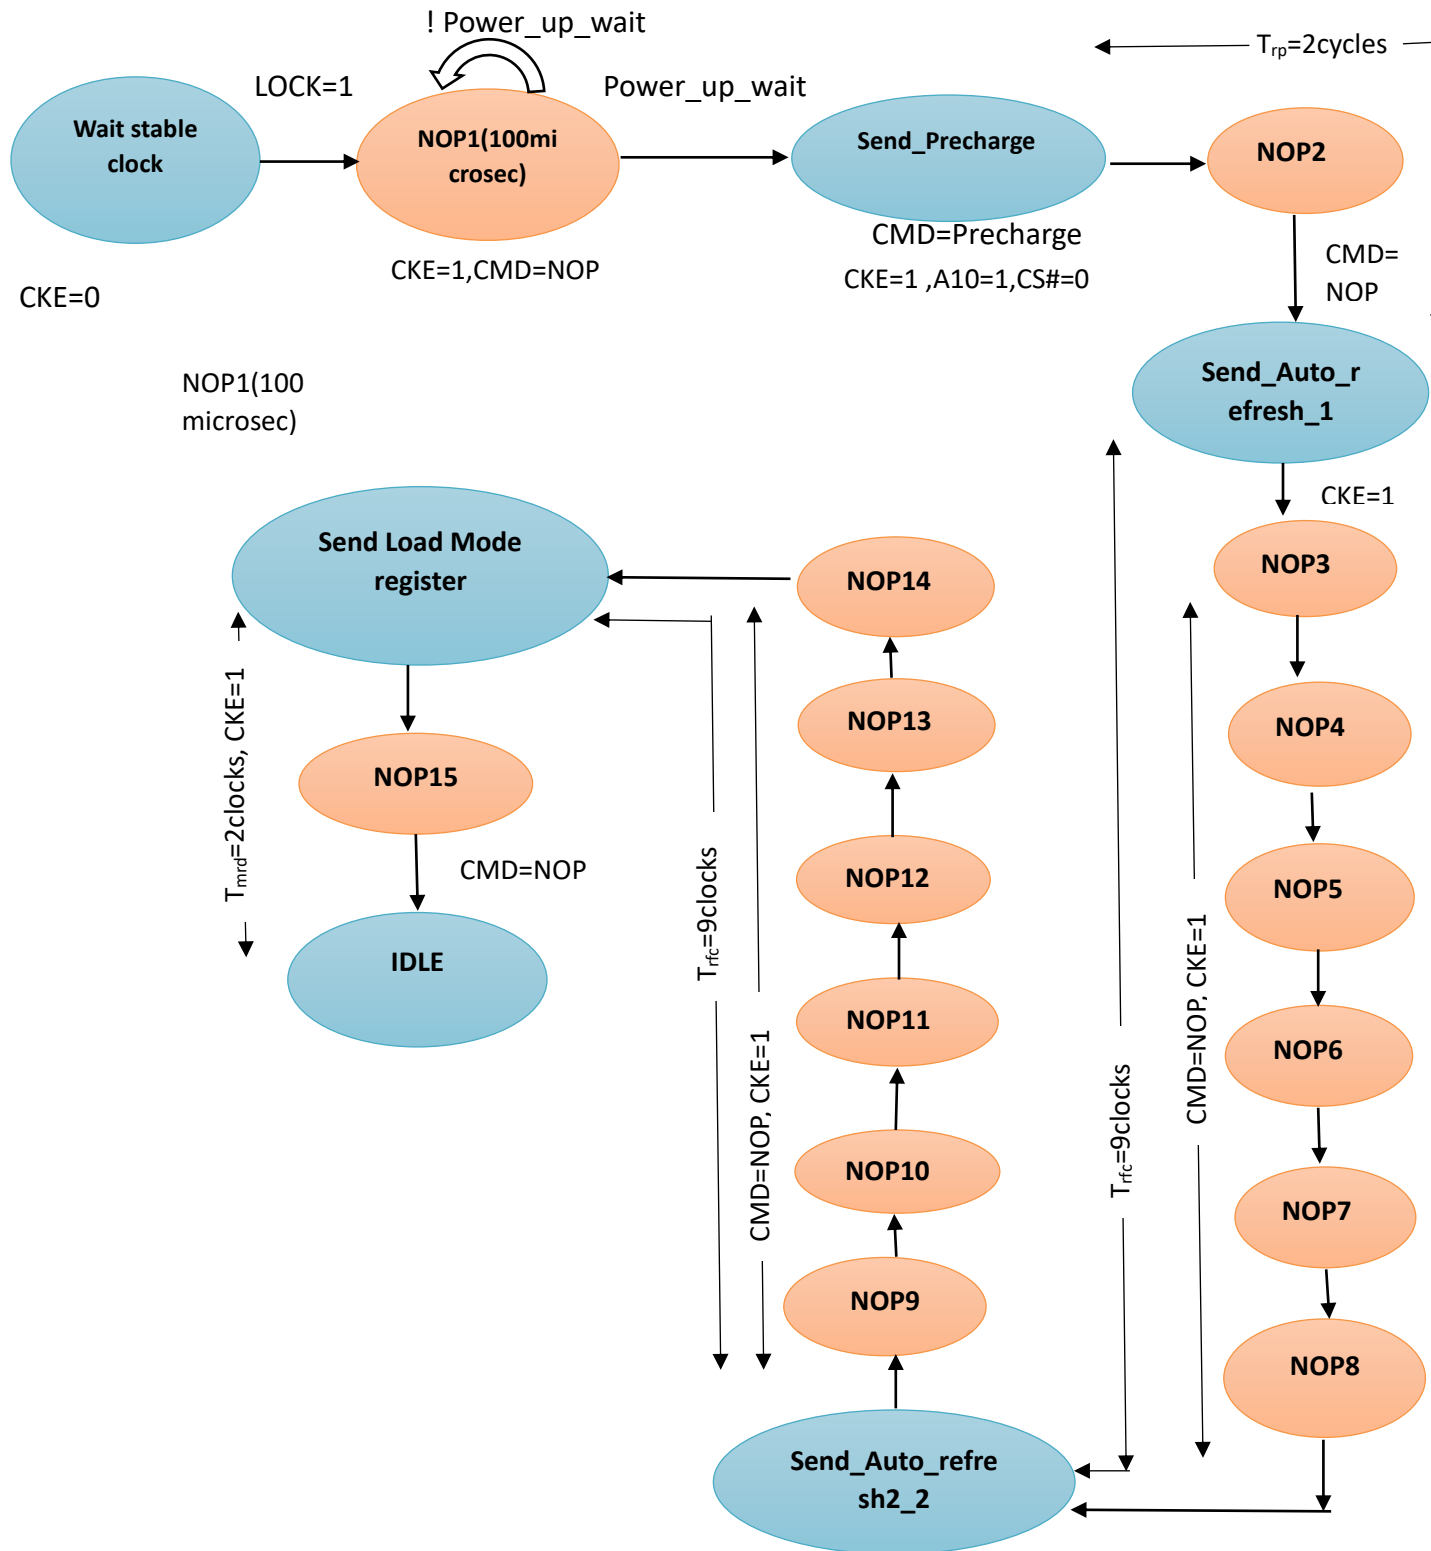 ! Power_up_wait
Trp=2cycles
LOCK=1
Power_up_wait
Wait stable
clock
NOP1(100mi
crosec)
Send_Precharge
NOP2
CMD=Precharge
CKE=1,CMD=NOP
CKE=1 ,A10=1,CS#=0
CKE=0
CMD=
NOP
NOP1(100
microsec)
Send_Auto_r
efresh_1
CKE=1
Send Load Mode
register
NOP14
NOP3
NOP13
NOP4
Tmrd=2clocks, CKE=1
NOP15
CMD=NOP
NOP12
NOP5
Trfc=9clocks
IDLE
NOP11
NOP6
CMD=NOP, CKE=1
Trfc=9clocks
CMD=NOP, CKE=1
NOP10
NOP7
NOP9
NOP8
Send_Auto_refre
sh2_2